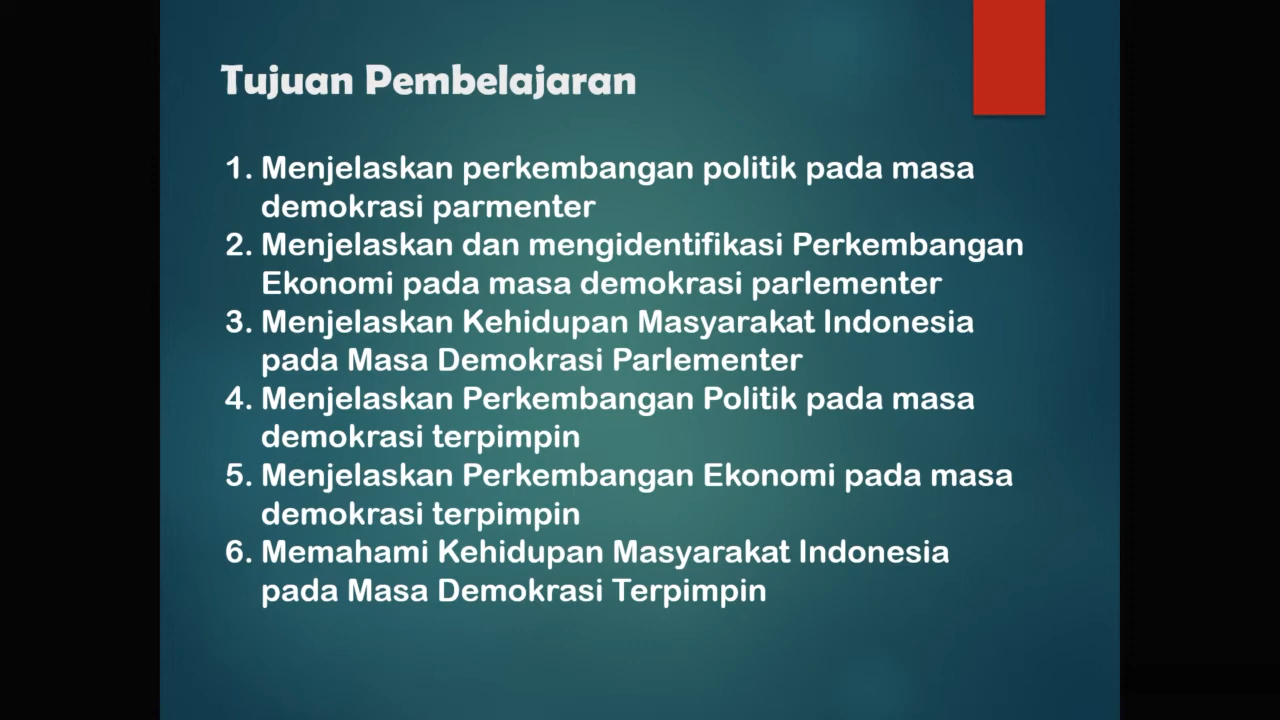 Tujuan Pembelajaran
1. Menjelaskan perkembangan politik pada masa
demokrasi parmenter
2. Menjelaskan dan mengidentifikasi Perkembangan
Ekonomi pada masa demokrasi parlementer
3. Menjelaskan Kehidupan Masyarakat Indonesia
pada Masa Demokrasi Parlementer
4. Menjelaskan Perkembangan Politik pada masa
demokrasi terpimpin
5. Menjelaskan Perkembangan Ekonomi pada masa
demokrasi terpimpin
6. Memahami Kehidupan Masyarakat Indonesia
pada Masa Demokrasi Terpimpin